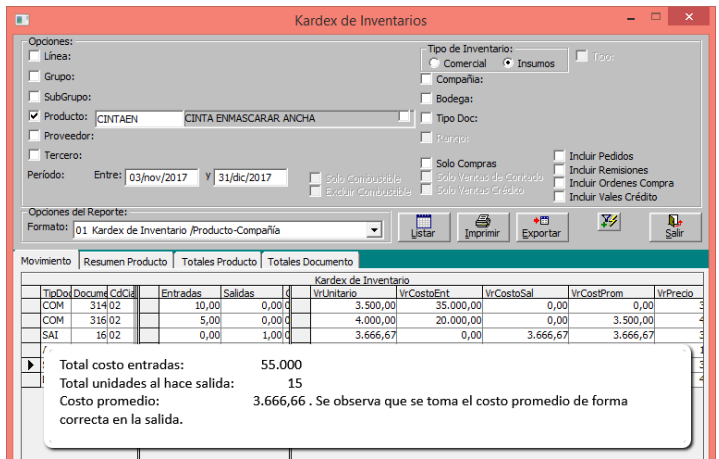 Kardex de Inventarios
Opciones:
Línea:
Grupo:
SubGrupo:
Producto: CINTAEN CINTA ENMASCARAR ANCHA
Proveedor:
Tercero:
Período: Entre: 03/nov/2017 y 31/dic/2017
Solo Combustible
Excluir Combustible
Tipo de Inventario:
Comercial Insumos
Tipo:
Compañia:
Bodega:
Tipo Doc:
Rango:
Solo Compras
Solo Ventas de Contado
Solo Ventas Crédito
Incluir Pedidos
Incluir Remisiones
Incluir Ordenes Compra
Incluir Vales Crédito
Opciones del Reporte:
Formato: 01 Kardex de Inventario /Producto-Compañía
Listar Imprimir Exportar Salir
Movimiento Resumen Producto Totales Producto Totales Documento
Kardex de Inventario
TipDoc Docume CdCia Entradas Salidas C VrUnitario VrCostoEnt VrCostoSal VrCostProm VrPrecio
COM 314 02 10,00 0,00 0 3.500,00 35.000,00 0,00 0,00 3
COM 316 02 5,00 0,00 0 4.000,00 20.000,00 0,00 3.500,00 4
SAI 16 02 0,00 1,00 0 3.666,67 0,00 3.666,67 3.666,67 3
Total costo entradas: 55.000
Total unidades al hace salida: 15
Costo promedio: 3.666,66 . Se observa que se toma el costo promedio de forma
correcta en la salida.